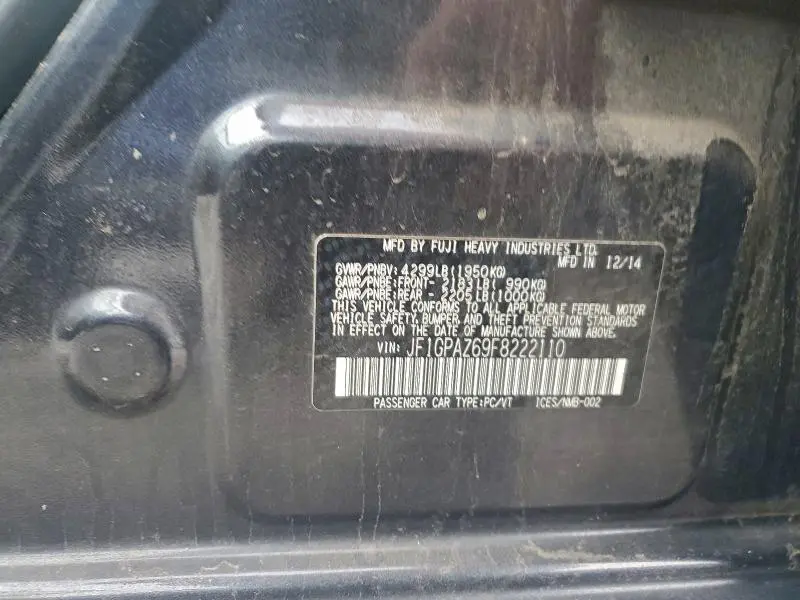 MFD BY FUJI HEAVY INDUSTRIES LTD.
MFD IN 12/14
GVWR/PNBV: 4299LB(1950KG)
GAWR/PNBE:FRONT- 2183LB( 990KG)
GAWR/PNBE:REAR - 2205LB(1000KG)
THIS VEHICLE CONFORMS TO ALL APPLICABLE FEDERAL MOTOR
VEHICLE SAFETY, BUMPER, AND THEFT PREVENTION STANDARDS
IN EFFECT ON THE DATE OF MANUFACTURE SHOWN ABOVE.
VIN: JF1GPAZ69F8222110
PASSENGER CAR TYPE:PC/VT ICES/NMB-002